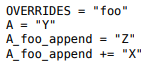 OVERRIDES = "foo"
A = "Y"
A_foo_append = "Z"
A_foo_append += "X"